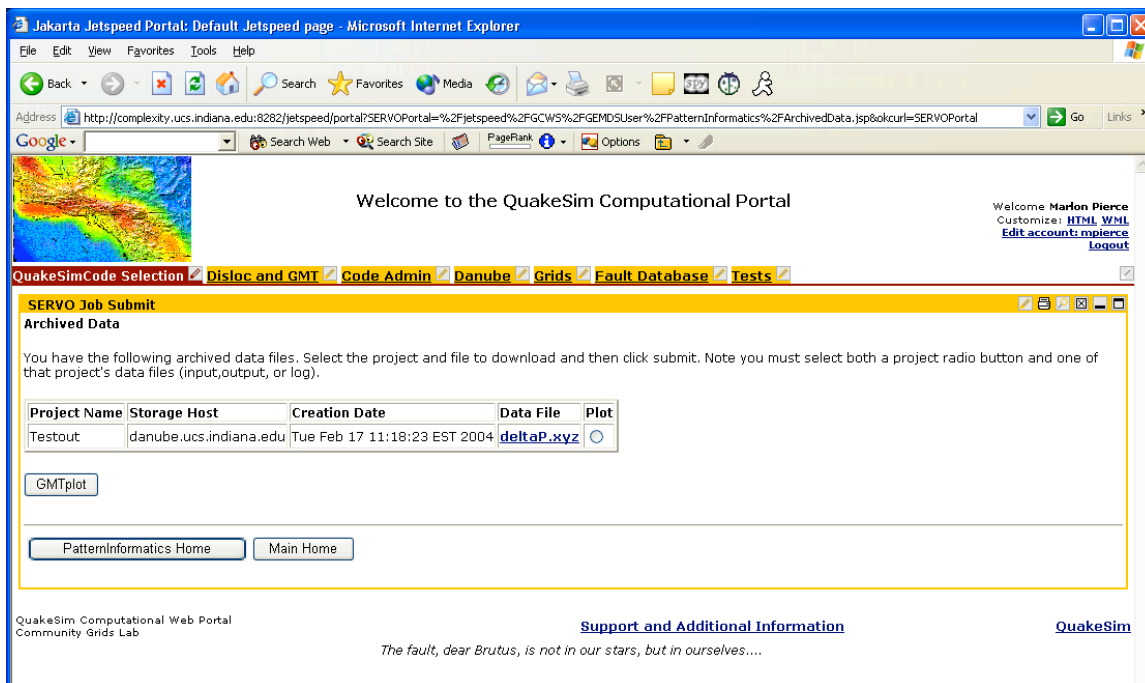 Jakarta Jetspeed Portal: Default Jetspeed page - Microsoft Internet Explorer
File Edit View Favorites Tools Help
Back Search Favorites Media
Address http://complexity.ucs.indiana.edu:8282/jetspeed/portal?SERVOPortal=%2Fjetspeed%2FGCWS%2FGEMDSUser%2FPatternInformatics%2FArchivedData.jsp&okcurl=SERVOPortal Go Links
Google Search Web Search Site PageRank Options
Welcome to the QuakeSim Computational Portal
Welcome Marlon Pierce
Customize: HTML WML
Edit account: mpierce
Logout
QuakeSimCode Selection Disloc and GMT Code Admin Danube Grids Fault Database Tests
SERVO Job Submit
Archived Data
You have the following archived data files. Select the project and file to download and then click submit. Note you must select both a project radio button and one of
that project's data files (input,output, or log).
Project Name Storage Host Creation Date Data File Plot
Testout danube.ucs.indiana.edu Tue Feb 17 11:18:23 EST 2004 deltaP.xyz
GMTplot
PatternInformatics Home Main Home
QuakeSim Computational Web Portal
Community Grids Lab
Support and Additional Information
QuakeSim
The fault, dear Brutus, is not in our stars, but in ourselves....